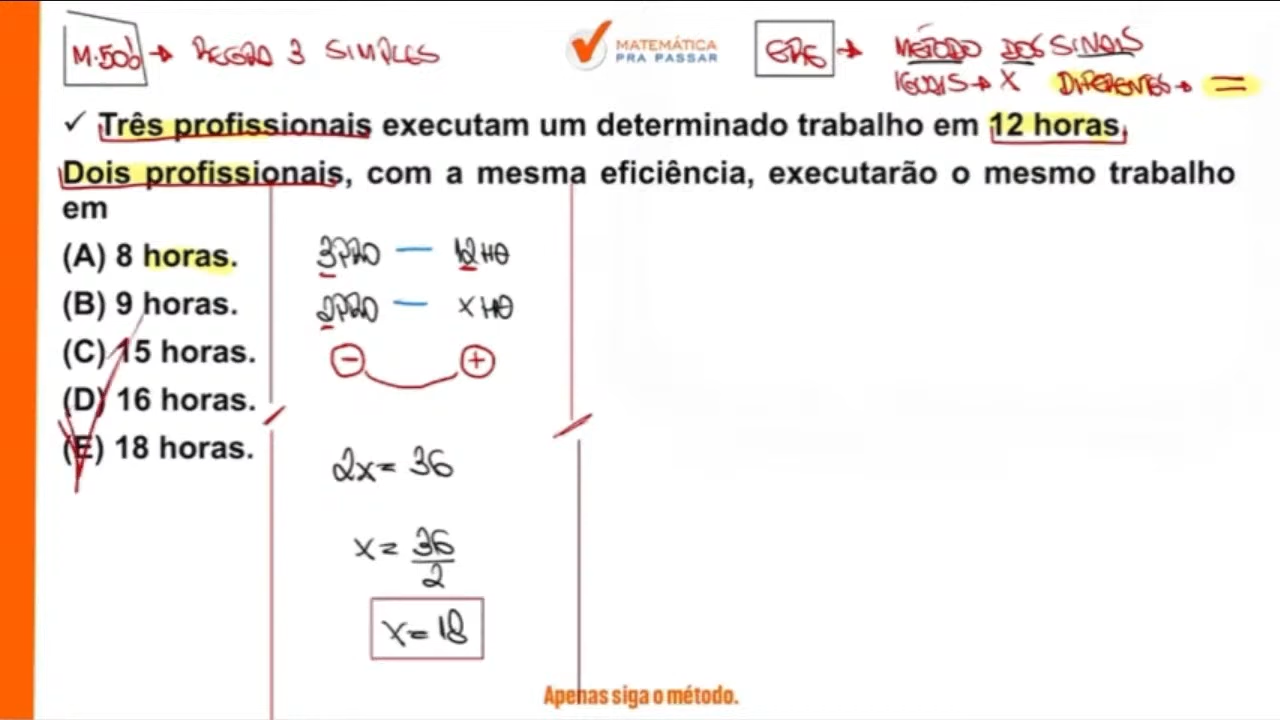 M.50! → REGRA 3 SIMPLES
MATEMÁTICA
PRA PASSAR
→ MÉTODO DOS SINAIS
IGUAIS → X DIFERENTES → =
✓ Três profissionais executam um determinado trabalho em 12 horas.
Dois profissionais, com a mesma eficiência, executarão o mesmo trabalho
em
(A) 8 horas.
(B) 9 horas.
(C) 15 horas.
(D) 16 horas.
(E) 18 horas.
3PRO — 12HO
2PRO — XHO
- +
2x = 36
x = 36
2
x = 18
Apenas siga o método.